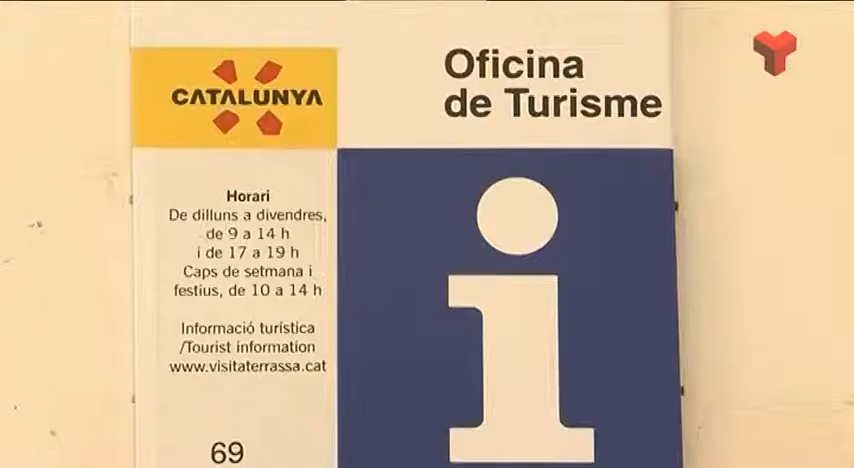 CATALUNYA
Oficina
de Turisme
Horari
De dilluns a divendres,
de 9 a 14 h
i de 17 a 19 h
Caps de setmana i
festius, de 10 a 14 h
Informació turística
/Tourist information
www.visitaterrassa.cat
69
i